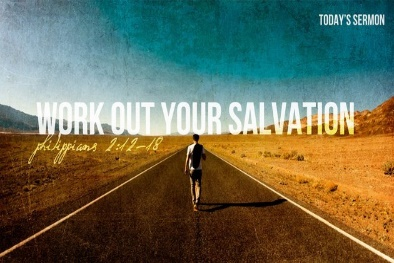 TODAY'S SERMON
WORK OUT YOUR SALVATION
philippians 2:12-18